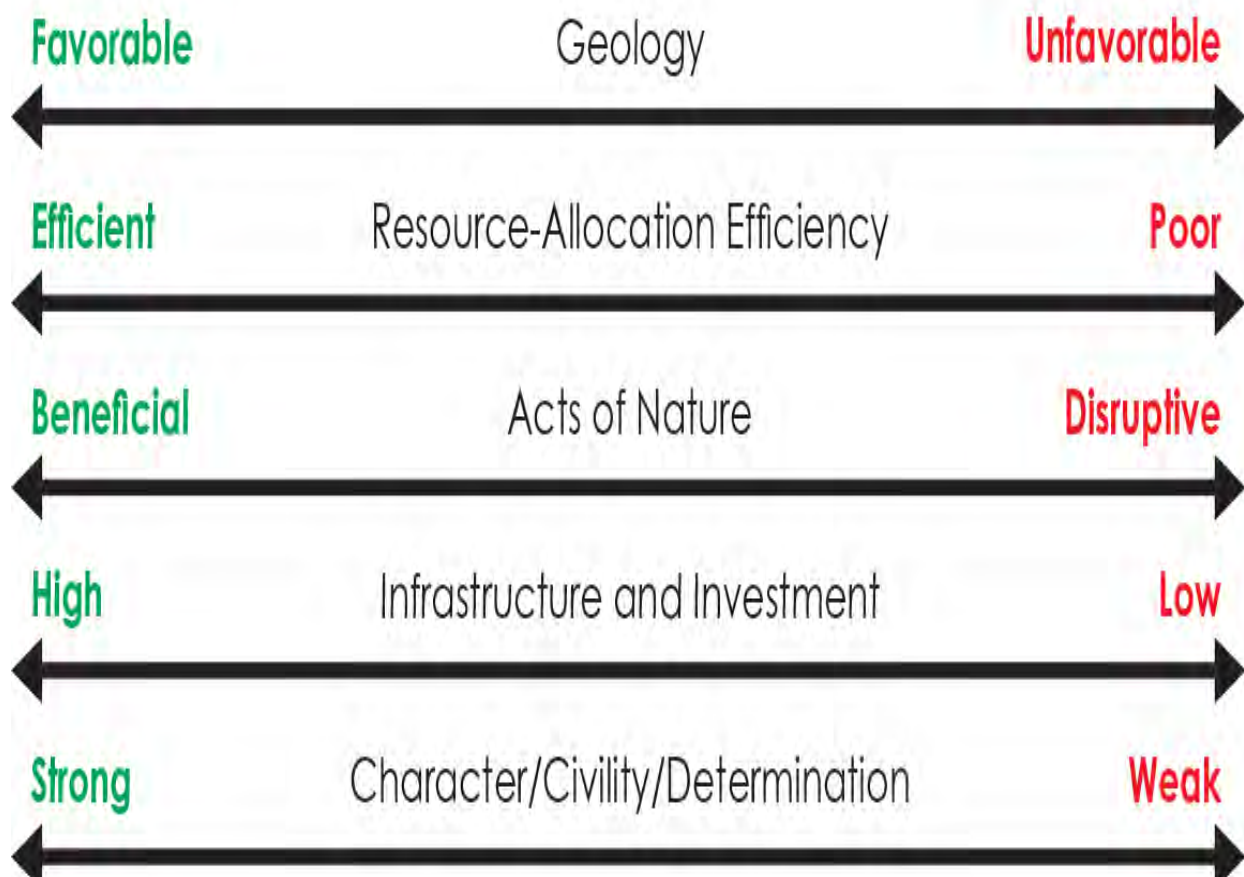 Favorable Geology Unfavorable
Efficient Resource-Allocation Efficiency Poor
Beneficial Acts of Nature Disruptive
High Infrastructure and Investment Low
Strong Character/Civility/Determination Weak